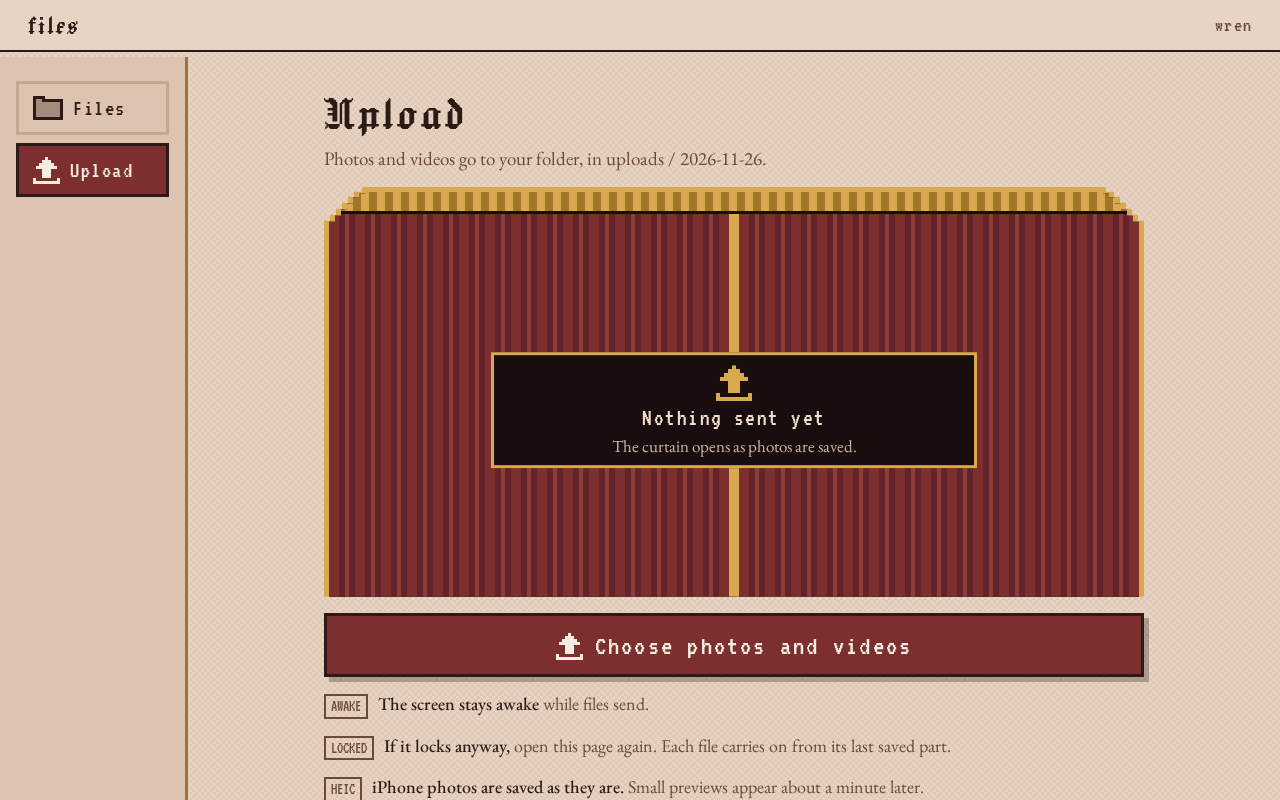 files
wren
Files
Upload
Upload
Photos and videos go to your folder, in uploads / 2026-11-26.
Nothing sent yet
The curtain opens as photos are saved.
Choose photos and videos
AWAKE The screen stays awake while files send.
LOCKED If it locks anyway, open this page again. Each file carries on from its last saved part.
HEIC iPhone photos are saved as they are. Small previews appear about a minute later.